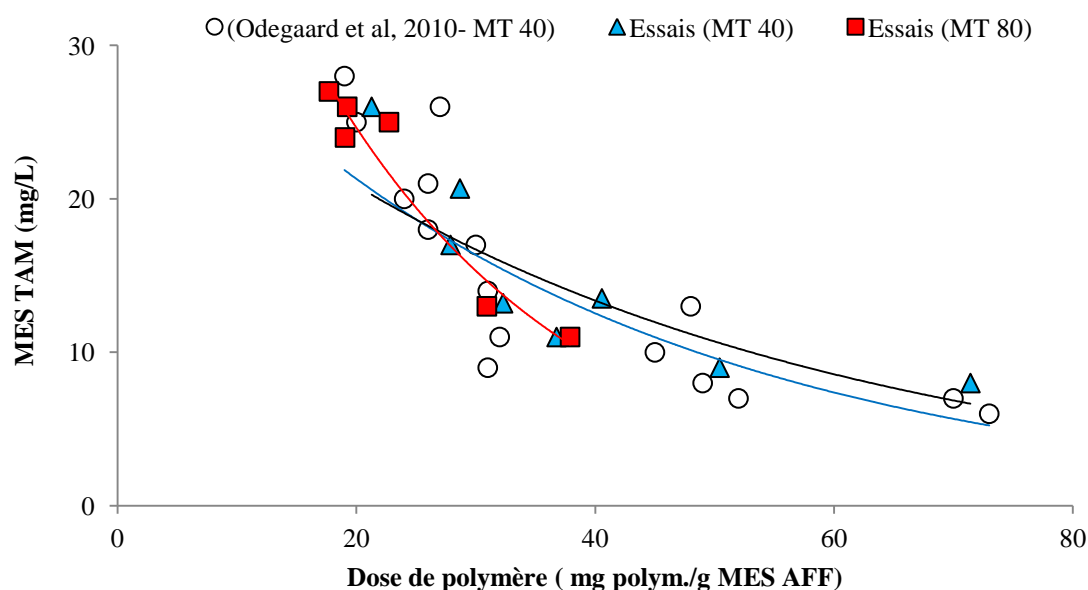 (Odegaard et al, 2010- MT 40) Essais (MT 40) Essais (MT 80)
30
20
10
0
MES TAM (mg/L)
0 20 40 60 80
Dose de polymère ( mg polym./g MES AFF)